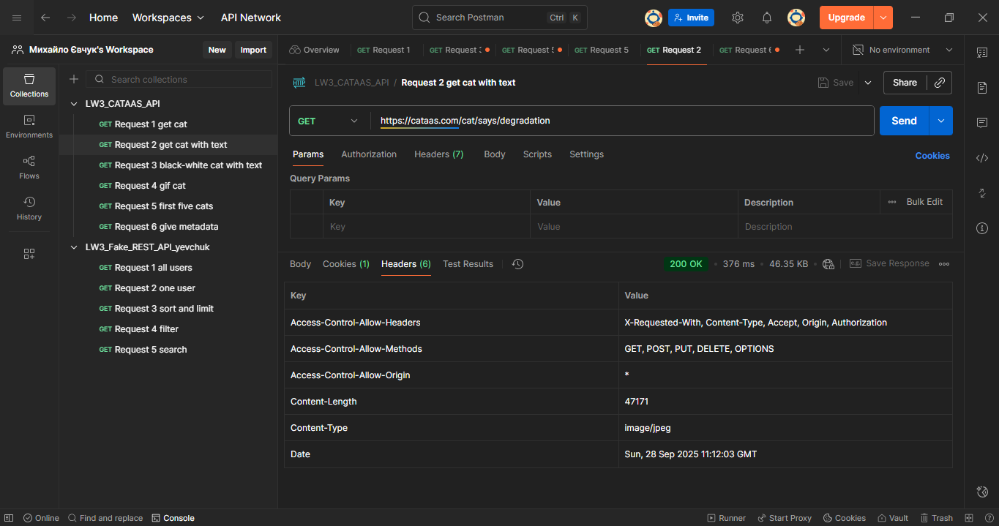 Home Workspaces API Network Search Postman Ctrl K Invite Upgrade
Михайло Євчук's Workspace New Import Overview GET Request 1 GET Request GET Request GET Request 5 GET Request 2 GET Request No environment
Collections
Environments
Flows
History
Search collections
LW3_CATAAS_API
GET Request 1 get cat
GET Request 2 get cat with text
GET Request 3 black-white cat with text
GET Request 4 gif cat
GET Request 5 first five cats
GET Request 6 give metadata
LW3_Fake_REST_API_yevchuk
GET Request 1 all users
GET Request 2 one user
GET Request 3 sort and limit
GET Request 4 filter
GET Request 5 search
HTTP LW3_CATAAS_API / Request 2 get cat with text Save Share
GET https://cataas.com/cat/says/degradation Send
Params Authorization Headers (7) Body Scripts Settings Cookies
Query Params
Key Value Description Bulk Edit
Key Value Description
Body Cookies (1) Headers (6) Test Results 200 OK 376 ms 46.35 KB e.g. Save Response
Key Value
Access-Control-Allow-Headers X-Requested-With, Content-Type, Accept, Origin, Authorization
Access-Control-Allow-Methods GET, POST, PUT, DELETE, OPTIONS
Access-Control-Allow-Origin *
Content-Length 47171
Content-Type image/jpeg
Date Sun, 28 Sep 2025 11:12:03 GMT
Online Find and replace Console Runner Start Proxy Cookies Vault Trash